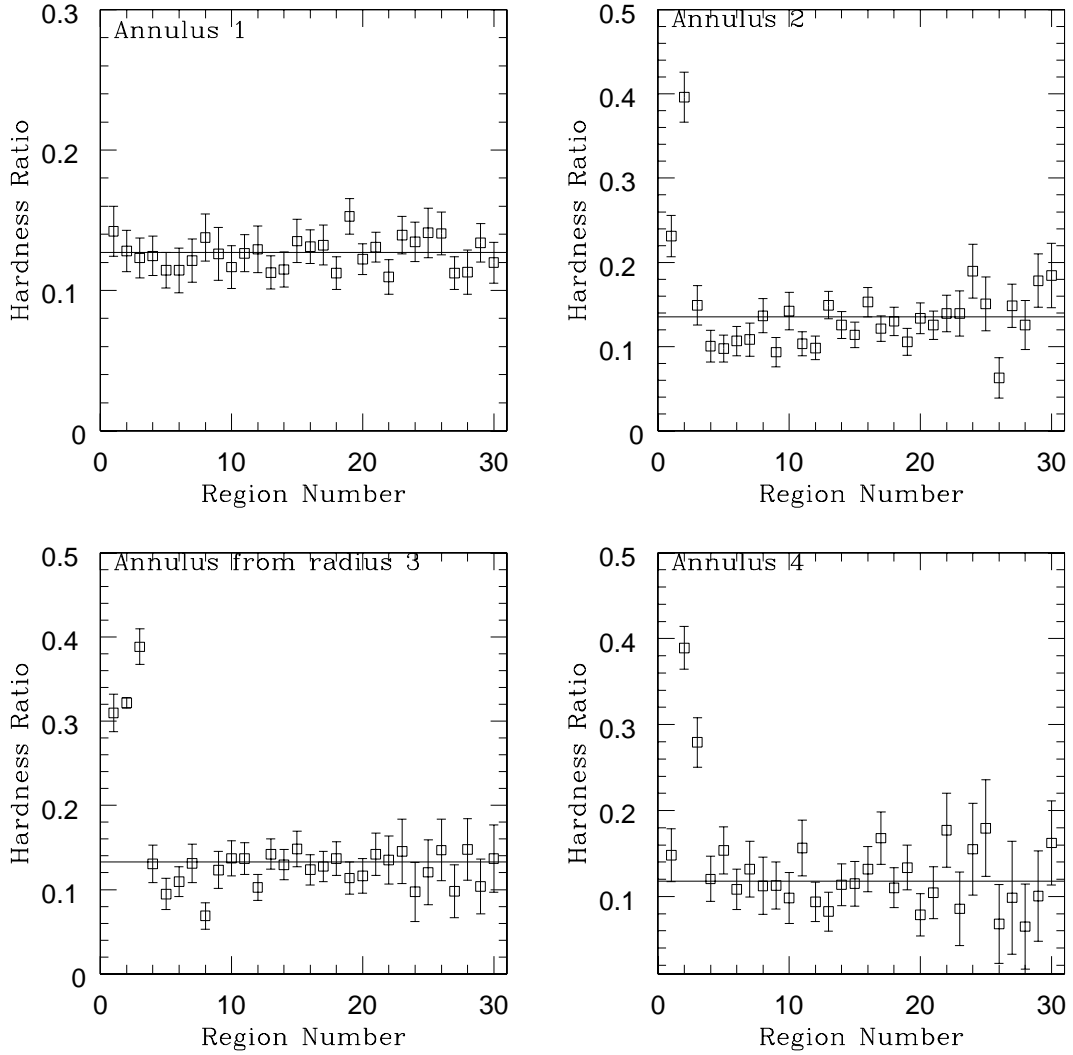 Annulus 1
Hardness Ratio
0.3
0.2
0.1
0
0 10 20 30
Region Number
Annulus 2
Hardness Ratio
0.5
0.4
0.3
0.2
0.1
0
0 10 20 30
Region Number
Annulus from radius 3
Hardness Ratio
0.5
0.4
0.3
0.2
0.1
0
0 10 20 30
Region Number
Annulus 4
Hardness Ratio
0.5
0.4
0.3
0.2
0.1
0 10 20 30
Region Number